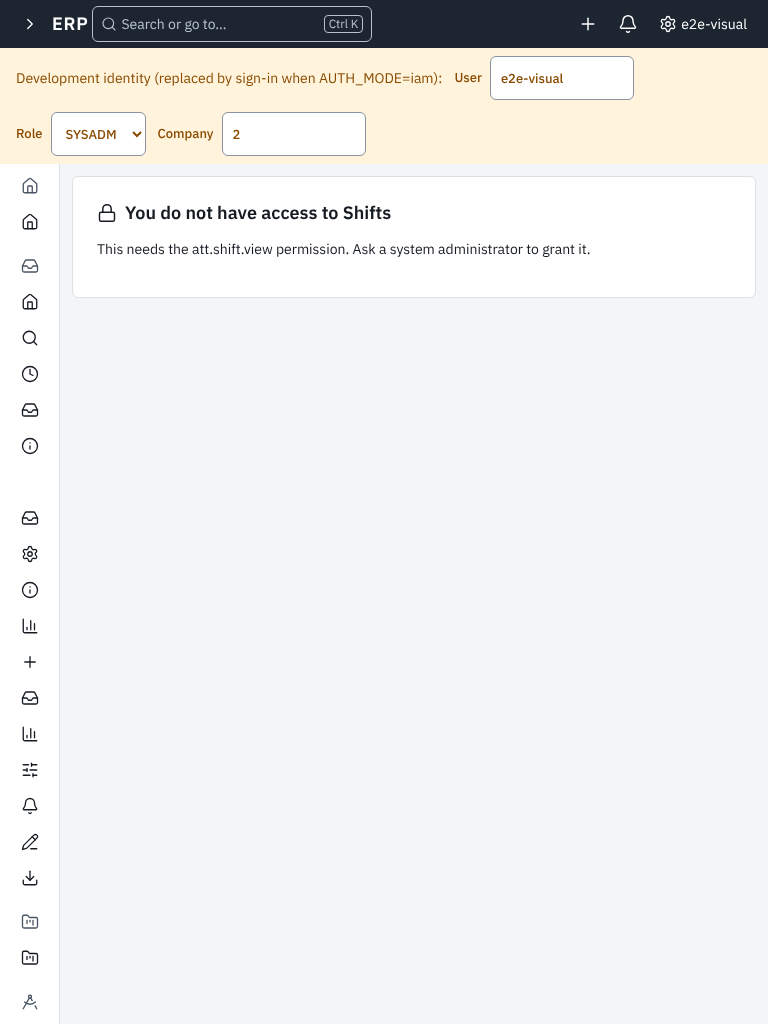 ERP Search or go to... Ctrl K e2e-visual
Development identity (replaced by sign-in when AUTH_MODE=iam): User e2e-visual
Role SYSADM Company 2
You do not have access to Shifts
This needs the att.shift.view permission. Ask a system administrator to grant it.